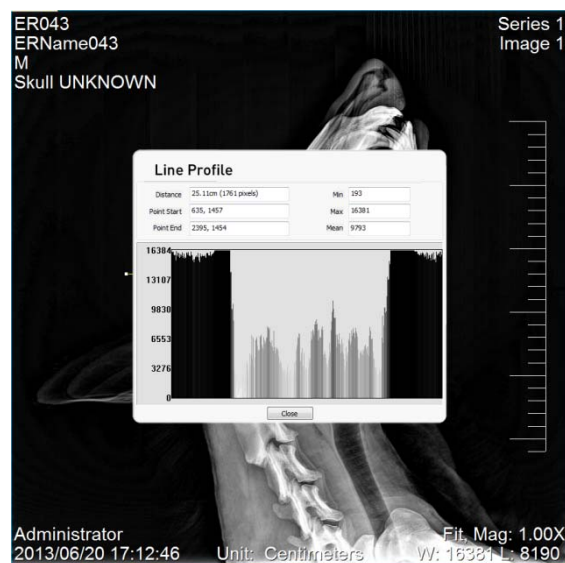 ER043
ERName043
M
Skull UNKNOWN
Series 1
Image 1
Line Profile
Distance 25.11cm (1761 pixels) Min 193
Point Start 635, 1457 Max 16381
Point End 2395, 1454 Mean 9793
16384
13107
9830
6553
3276
0
Close
Administrator
2013/06/20 17:12:46
Unit: Centimeters
Fit, Mag: 1.00X
W: 16381 L: 8190